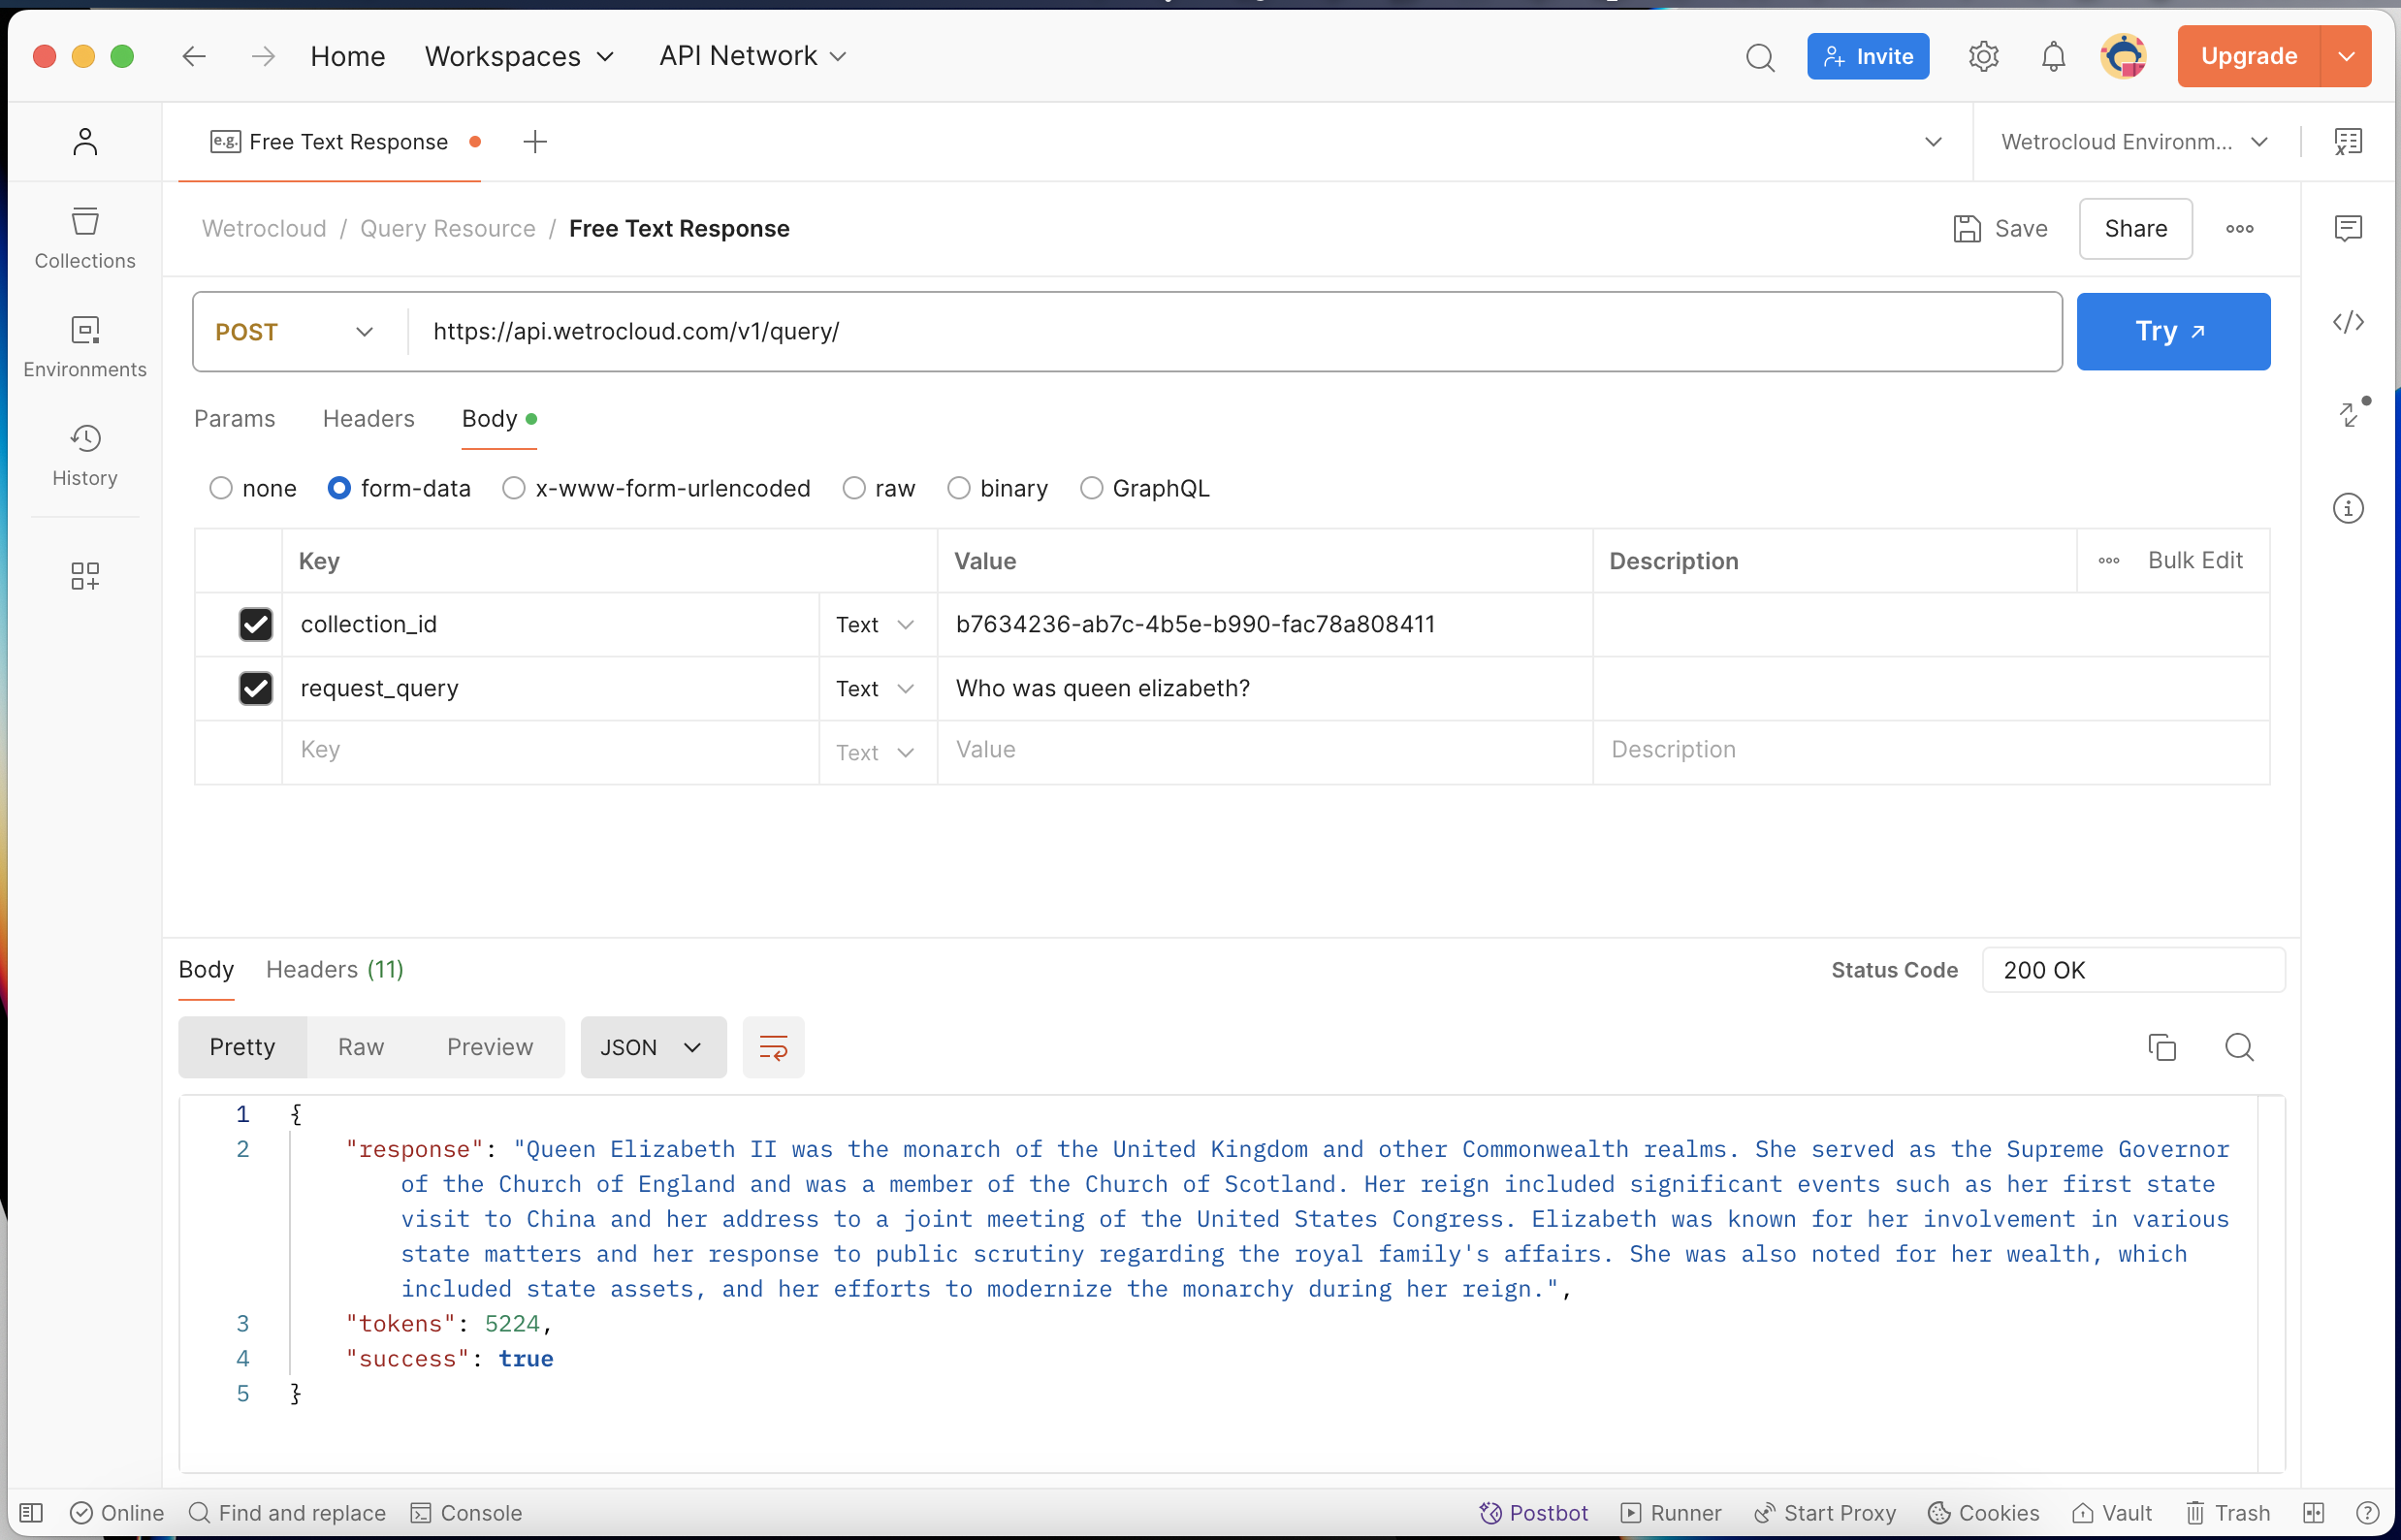 Home
Workspaces
API Network
Invite
Upgrade
e.g. Free Text Response
Wetrocloud Environm...
Wetrocloud / Query Resource / Free Text Response
Save
Share
Collections
Environments
History
POST
https://api.wetrocloud.com/v1/query/
Try
Params
Headers
Body
none
form-data
x-www-form-urlencoded
raw
binary
GraphQL
Key
Value
Description
Bulk Edit
collection_id
Text
b7634236-ab7c-4b5e-b990-fac78a808411
request_query
Text
Who was queen elizabeth?
Key
Text
Value
Description
Body
Headers (11)
Status Code
200 OK
Pretty
Raw
Preview
JSON
1 {
2 "response": "Queen Elizabeth II was the monarch of the United Kingdom and other Commonwealth realms. She served as the Supreme Governor
of the Church of England and was a member of the Church of Scotland. Her reign included significant events such as her first state
visit to China and her address to a joint meeting of the United States Congress. Elizabeth was known for her involvement in various
state matters and her response to public scrutiny regarding the royal family's affairs. She was also noted for her wealth, which
included state assets, and her efforts to modernize the monarchy during her reign.",
3 "tokens": 5224,
4 "success": true
5 }
Online
Find and replace
Console
Postbot
Runner
Start Proxy
Cookies
Vault
Trash